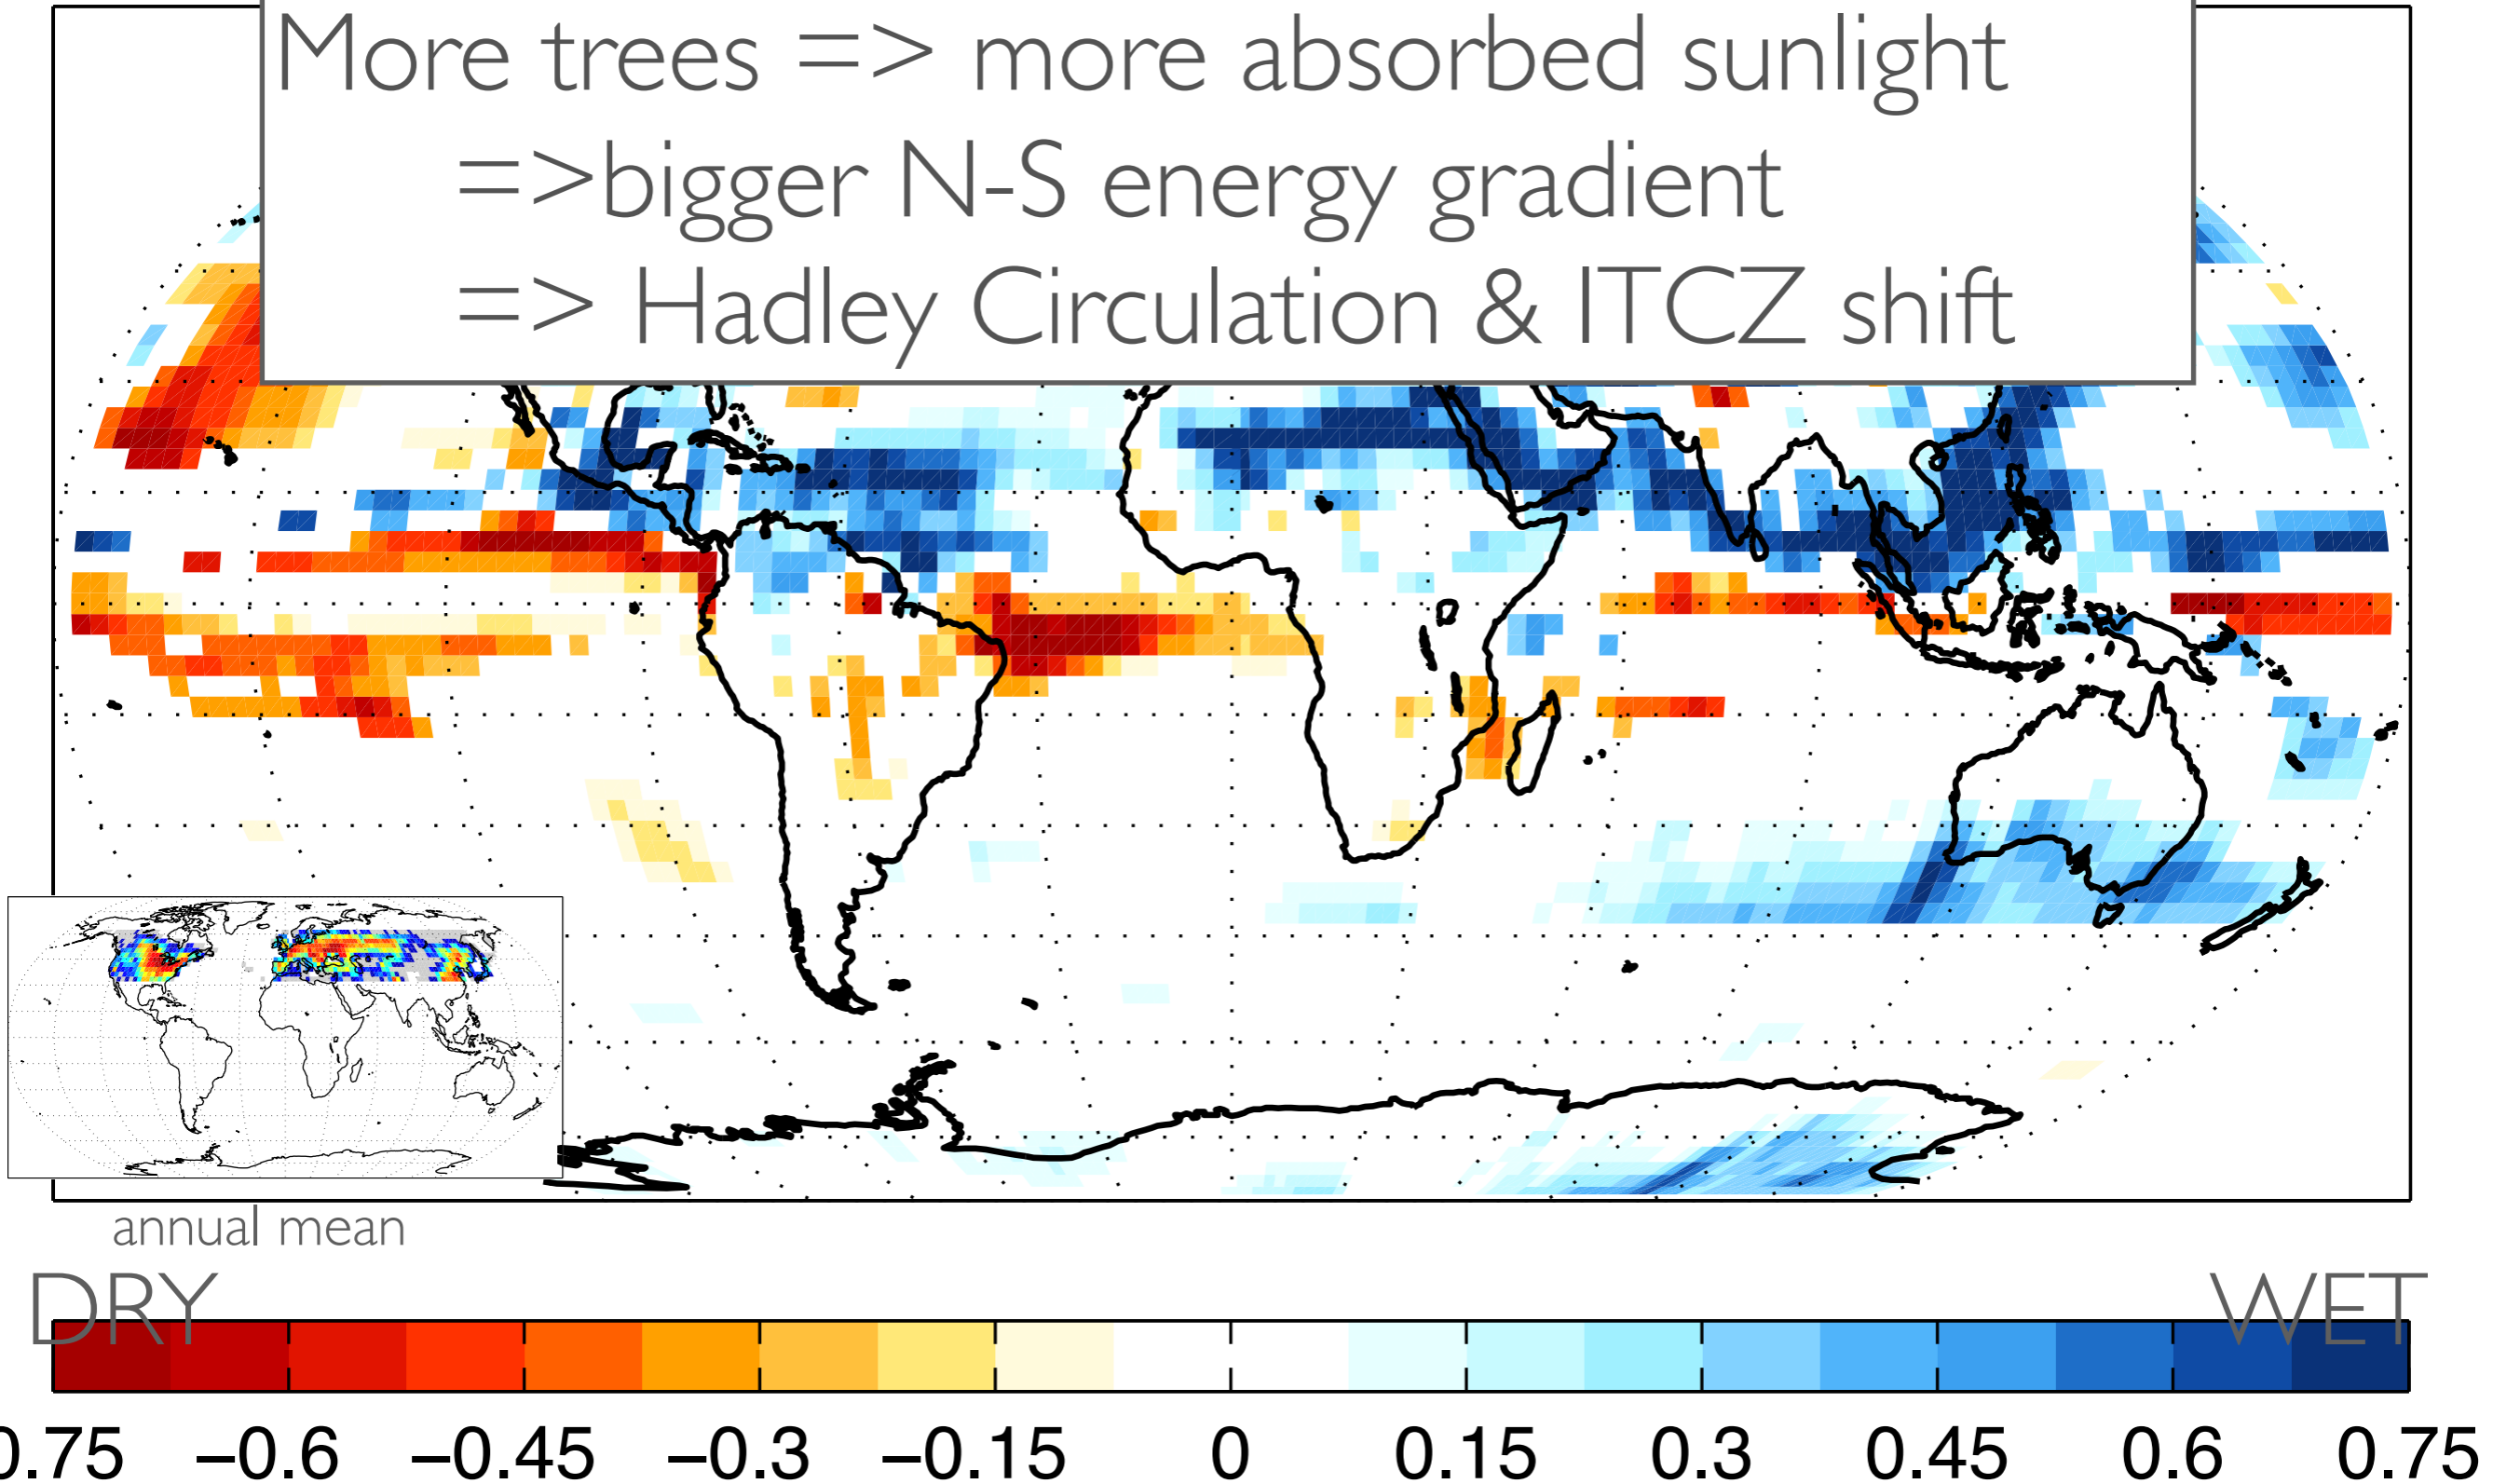 More trees => more absorbed sunlight
=>bigger N-S energy gradient
=> Hadley Circulation & ITCZ shift
annual mean
DRY WET
0.75 −0.6 −0.45 −0.3 −0.15 0 0.15 0.3 0.45 0.6 0.75